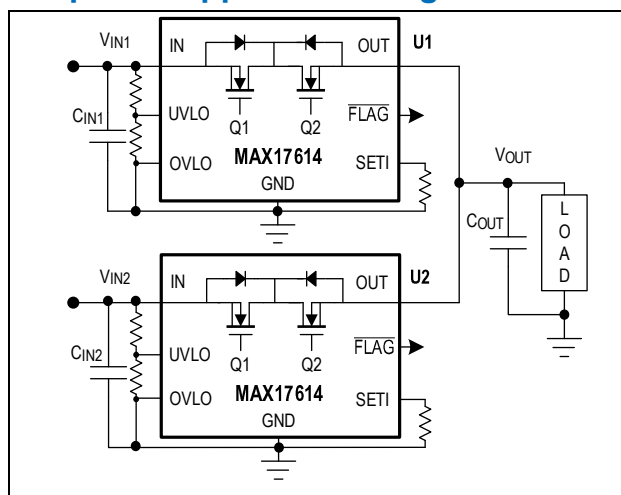 VIN1
IN
OUT
U1
CIN1
UVLO
Q1
Q2
FLAG
OVLO
MAX17614
SETI
GND
VOUT
COUT
LOAD
VIN2
IN
OUT
U2
CIN2
UVLO
Q1
Q2
FLAG
OVLO
MAX17614
SETI
GND